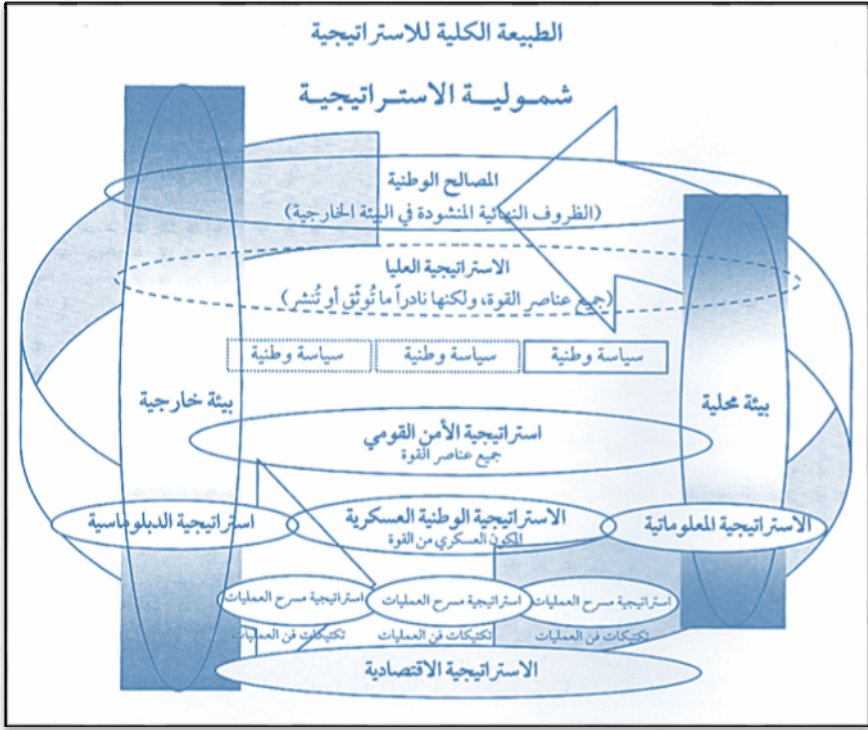 الطبيعة الكلية للاستراتيجية
شمولية الاستراتيجية
المصالح الوطنية
(الظروف النهائية المنشودة في البيئة الخارجية)
الاستراتيجية العليا
(جميع عناصر القوة، ولكنها نادراً ما تُوثّق أو تُنشر)
سياسة وطنية
سياسة وطنية
سياسة وطنية
بيئة محلية
بيئة خارجية
استراتيجية الأمن القومي
جميع عناصر القوة
الاستراتيجية المعلوماتية
الاستراتيجية الوطنية العسكرية
المكون العسكري من القوة
استراتيجية الدبلوماسية
استراتيجية مسرح العمليات
استراتيجية مسرح العمليات
استراتيجية مسرح العمليات
تكتيكات فن العمليات
تكتيكات فن العمليات
تكتيكات فن العمليات
الاستراتيجية الاقتصادية